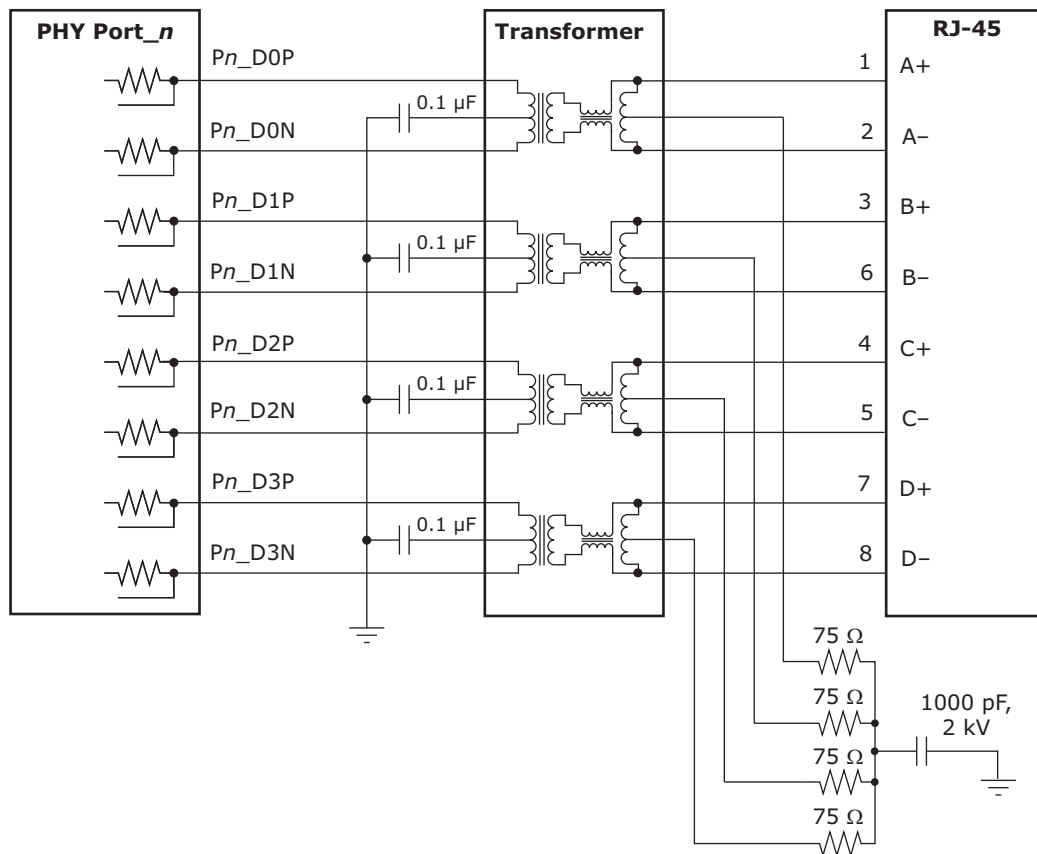 PHY Port_n
Transformer
RJ-45
Pn_D0P
1 A+
0.1 µF
Pn_D0N
2 A–
Pn_D1P
3 B+
0.1 µF
Pn_D1N
6 B–
Pn_D2P
4 C+
0.1 µF
Pn_D2N
5 C–
Pn_D3P
7 D+
0.1 µF
Pn_D3N
8 D–
75 Ω
75 Ω
1000 pF,
2 kV
75 Ω
75 Ω